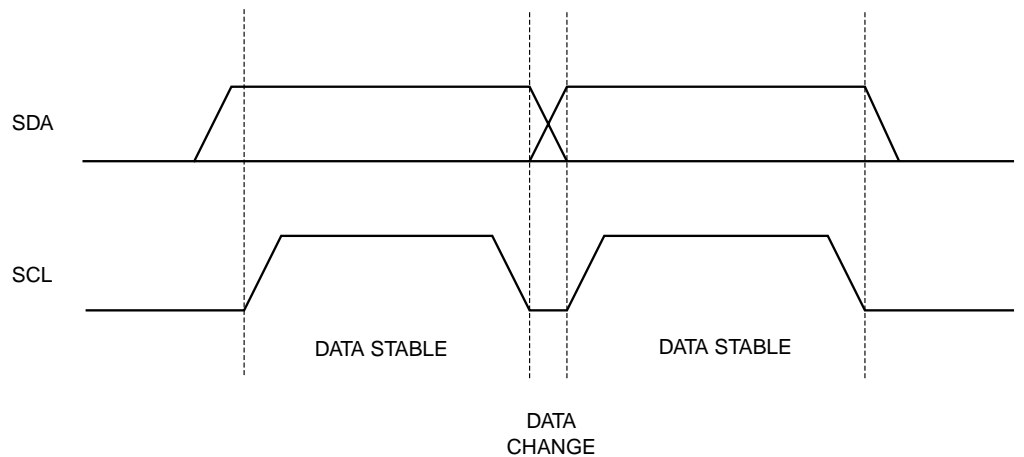 SDA
SCL
DATA STABLE
DATA STABLE
DATA
CHANGE